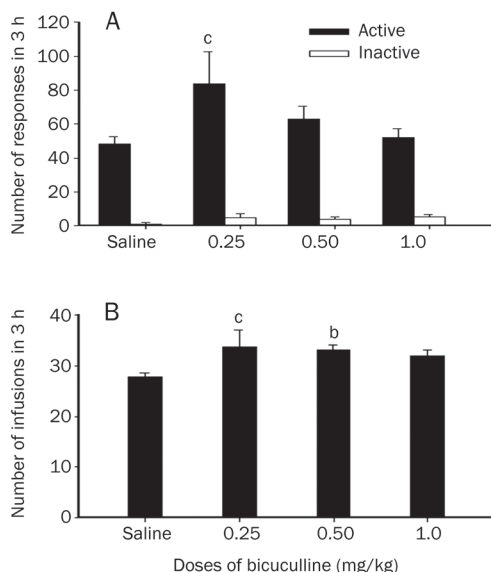 A
c
Active
Inactive
Number of responses in 3 h
120
100
80
60
40
20
0
Saline 0.25 0.50 1.0
B
c
b
Number of infusions in 3 h
40
30
20
10
0
Saline 0.25 0.50 1.0
Doses of bicuculline (mg/kg)